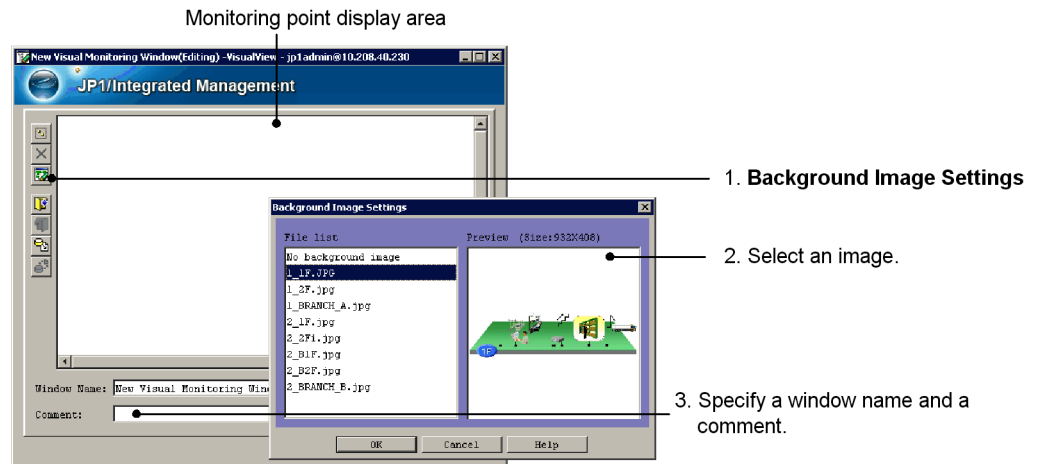 Monitoring point display area
New Visual Monitoring Window(Editing) -VisualView - jp1admin@10.208.40.230
JP1/Integrated Management
1. Background Image Settings
Background Image Settings
File list
Preview (Size:932X408)
No background image
1_1F.JPG
1_2F.jpg
1_BRANCH_A.jpg
2_1F.jpg
2_2F1.jpg
2_B1F.jpg
2_B2F.jpg
2_BRANCH_B.jpg
1F
2. Select an image.
Window Name: New Visual Monitoring Win
Comment:
3. Specify a window name and a
comment.
OK
Cancel
Help